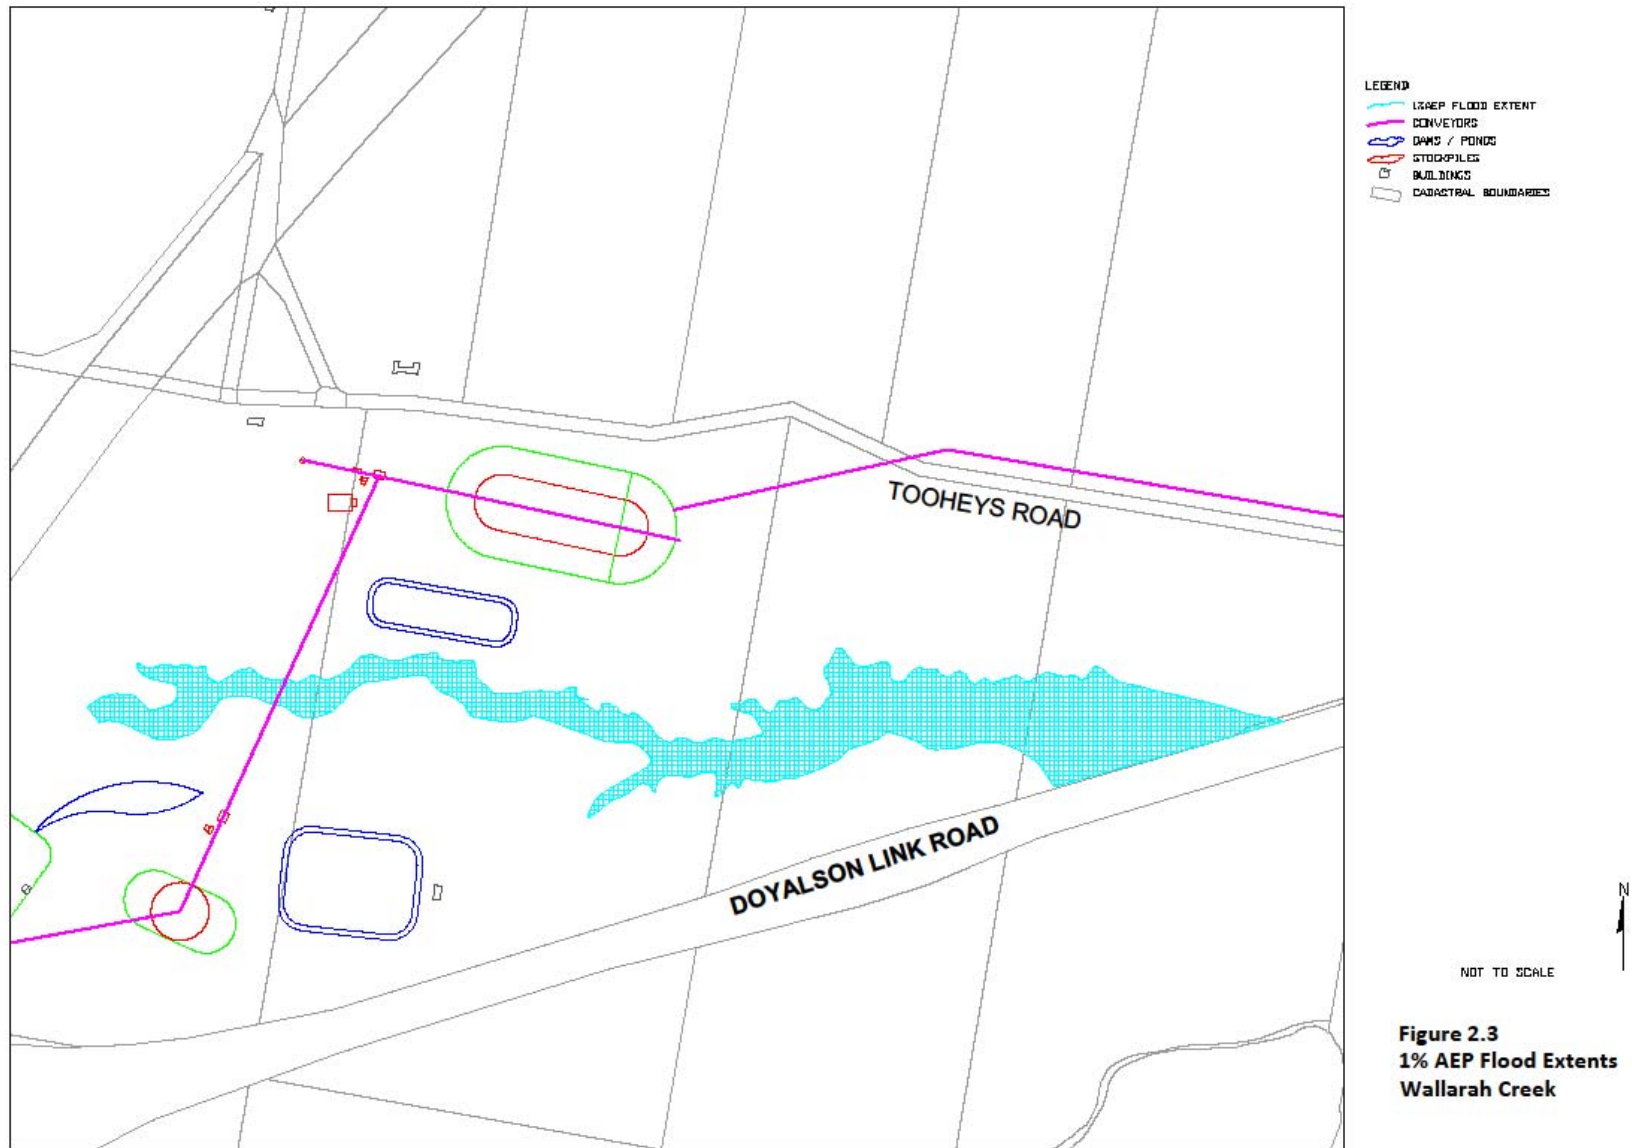 LEGEND
1%AEP FLOOD EXTENT
CONVEYORS
DAMS / PONDS
STOCKPILES
BUILDINGS
CADASTRAL BOUNDARIES
TOOHEYS ROAD
DOYALSON LINK ROAD
N
NOT TO SCALE
Figure 2.3
1% AEP Flood Extents
Wallarah Creek